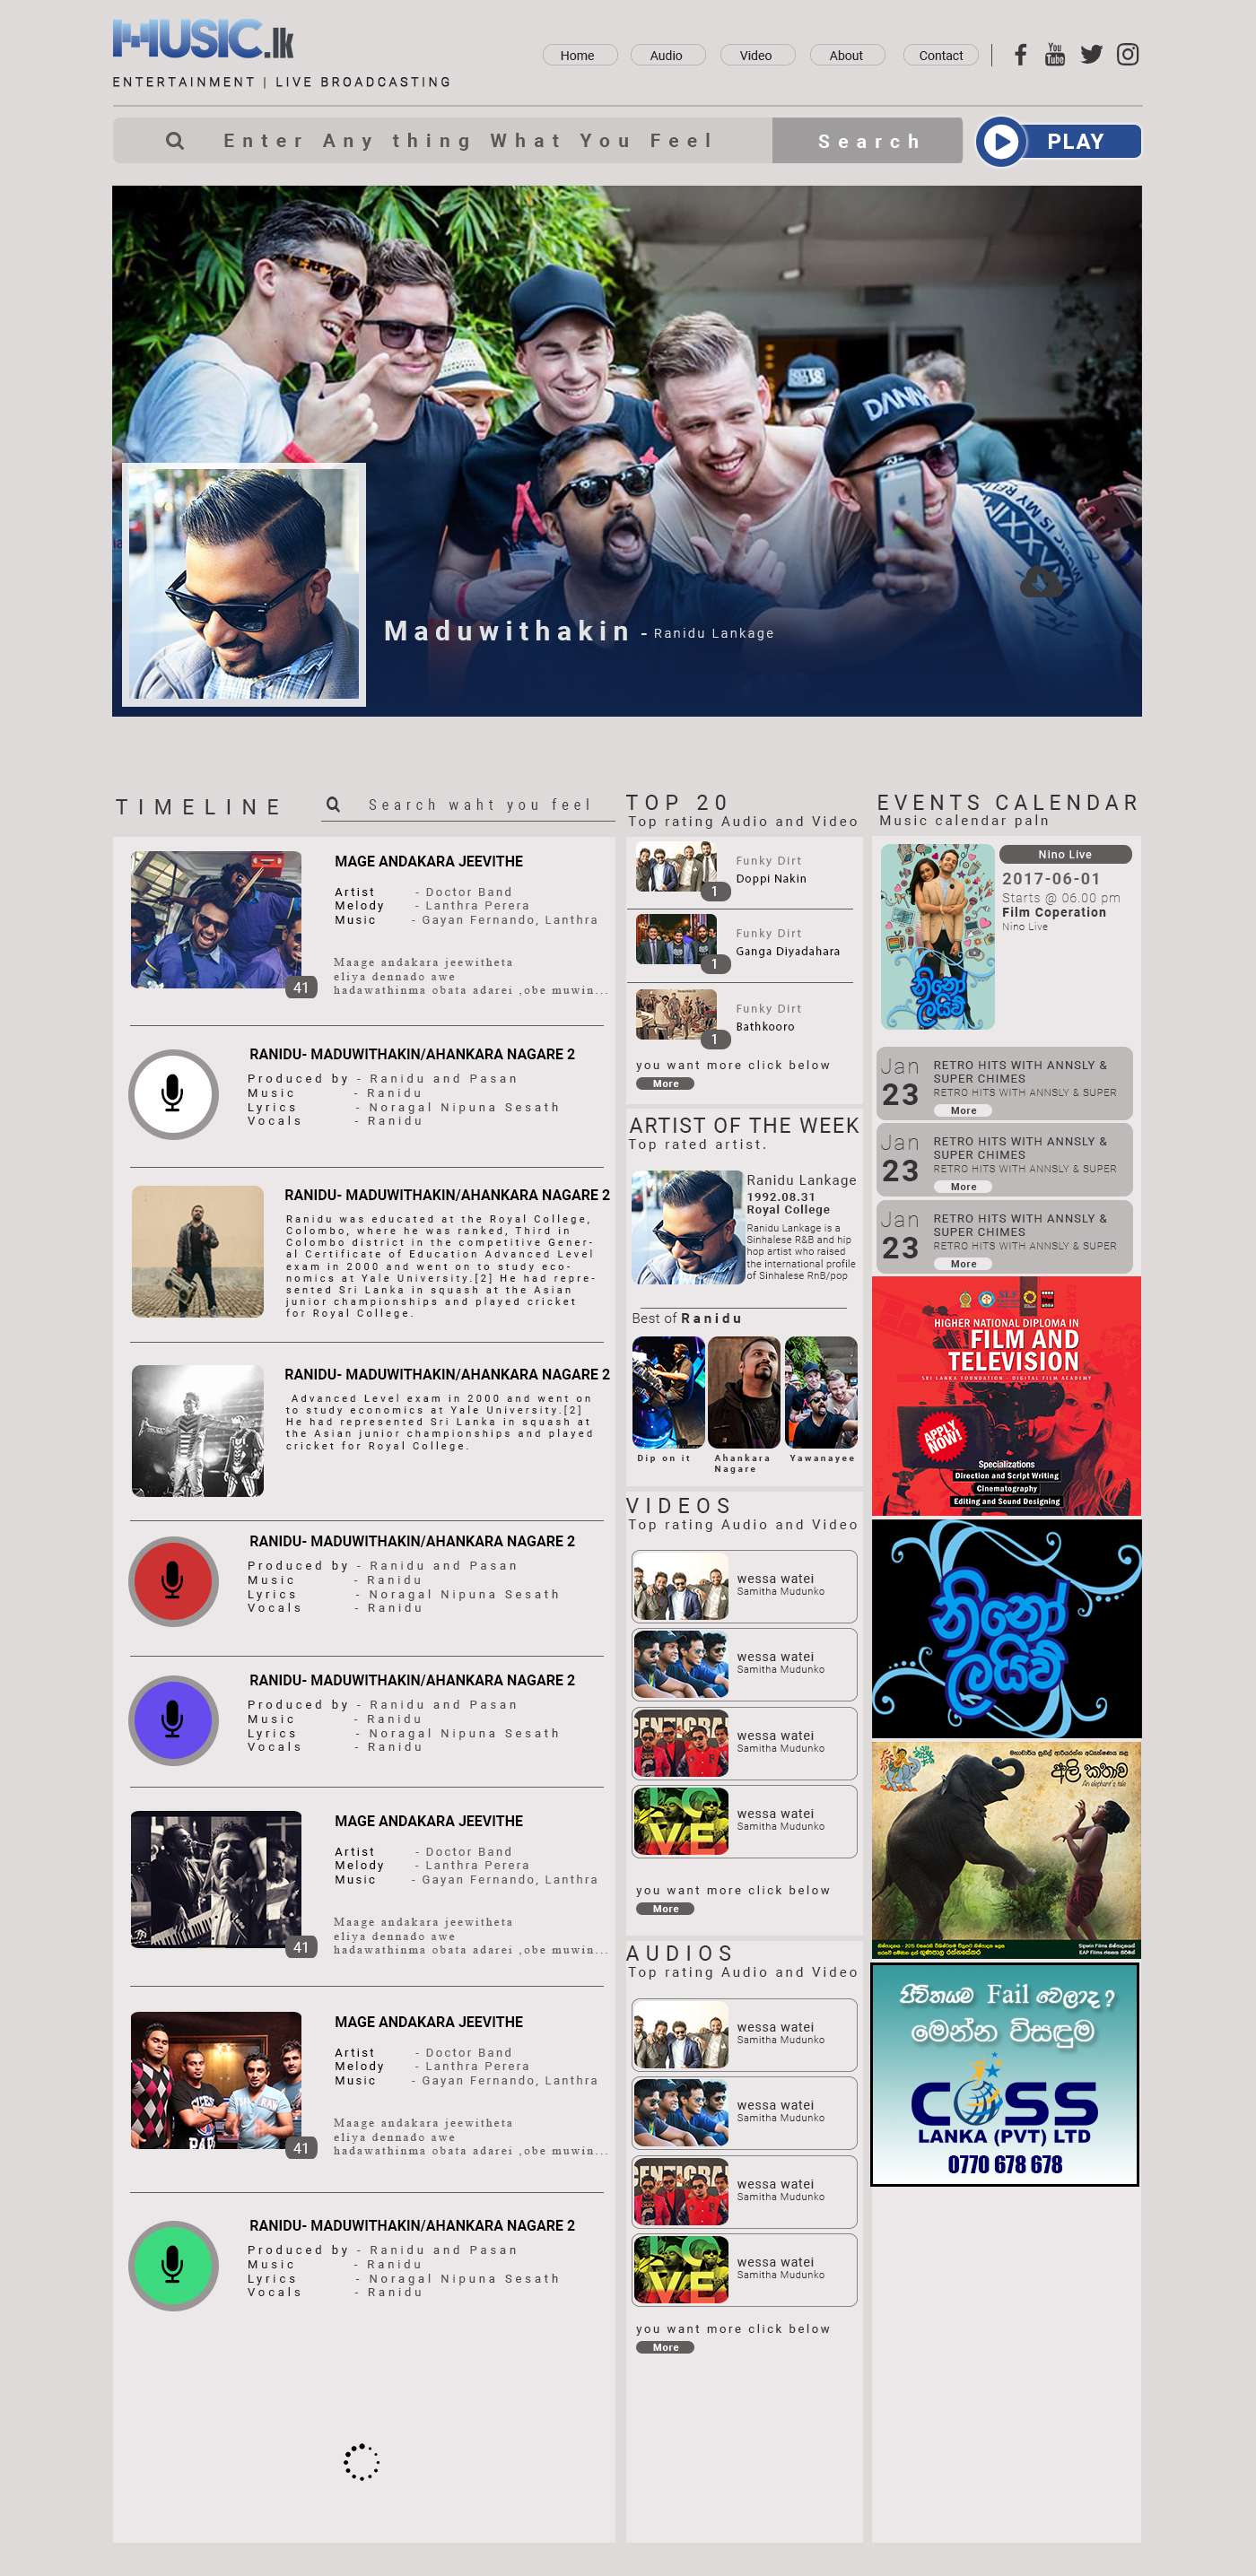 MUSIC.lk
ENTERTAINMENT | LIVE BROADCASTING
Home
Audio
Video
About
Contact
You
Tube
Enter Any thing What You Feel
Search
PLAY
DANNY
Maduwithakin - Ranidu Lankage
TIMELINE
Search waht you feel
MAGE ANDAKARA JEEVITHE
Artist - Doctor Band
Melody - Lanthra Perera
Music - Gayan Fernando, Lanthra
Maage andakara jeewitheta
eliya dennado awe
hadawathinma obata adarei ,obe muwin...
41
RANIDU- MADUWITHAKIN/AHANKARA NAGARE 2
Produced by - Ranidu and Pasan
Music - Ranidu
Lyrics - Noragal Nipuna Sesath
Vocals - Ranidu
RANIDU- MADUWITHAKIN/AHANKARA NAGARE 2
Ranidu was educated at the Royal College,
Colombo, where he was ranked, Third in
Colombo district in the competitive Gener-
al Certificate of Education Advanced Level
exam in 2000 and went on to study eco-
nomics at Yale University.[2] He had repre-
sented Sri Lanka in squash at the Asian
junior championships and played cricket
for Royal College.
RANIDU- MADUWITHAKIN/AHANKARA NAGARE 2
Advanced Level exam in 2000 and went on
to study economics at Yale University.[2]
He had represented Sri Lanka in squash at
the Asian junior championships and played
cricket for Royal College.
RANIDU- MADUWITHAKIN/AHANKARA NAGARE 2
Produced by - Ranidu and Pasan
Music - Ranidu
Lyrics - Noragal Nipuna Sesath
Vocals - Ranidu
RANIDU- MADUWITHAKIN/AHANKARA NAGARE 2
Produced by - Ranidu and Pasan
Music - Ranidu
Lyrics - Noragal Nipuna Sesath
Vocals - Ranidu
MAGE ANDAKARA JEEVITHE
Artist - Doctor Band
Melody - Lanthra Perera
Music - Gayan Fernando, Lanthra
Maage andakara jeewitheta
eliya dennado awe
hadawathinma obata adarei ,obe muwin...
41
MAGE ANDAKARA JEEVITHE
Artist - Doctor Band
Melody - Lanthra Perera
Music - Gayan Fernando, Lanthra
Maage andakara jeewitheta
eliya dennado awe
hadawathinma obata adarei ,obe muwin...
41
RANIDU- MADUWITHAKIN/AHANKARA NAGARE 2
Produced by - Ranidu and Pasan
Music - Ranidu
Lyrics - Noragal Nipuna Sesath
Vocals - Ranidu
TOP 20
Top rating Audio and Video
Funky Dirt
Doppi Nakin
1
Funky Dirt
Ganga Diyadahara
1
Funky Dirt
Bathkooro
1
you want more click below
More
ARTIST OF THE WEEK
Top rated artist.
Ranidu Lankage
1992.08.31
Royal College
Ranidu Lankage is a
Sinhalese R&B and hip
hop artist who raised
the international profile
of Sinhalese RnB/pop
Best of Ranidu
Dip on it
Ahankara
Nagare
Yawanayee
VIDEOS
Top rating Audio and Video
wessa watei
Samitha Mudunko
wessa watei
Samitha Mudunko
wessa watei
Samitha Mudunko
wessa watei
Samitha Mudunko
you want more click below
More
AUDIOS
Top rating Audio and Video
wessa watei
Samitha Mudunko
wessa watei
Samitha Mudunko
wessa watei
Samitha Mudunko
wessa watei
Samitha Mudunko
you want more click below
More
EVENTS CALENDAR
Music calendar paln
නිනෝ
ලයිව්
Nino Live
2017-06-01
Starts @ 06.00 pm
Film Coperation
Nino Live
Jan
23
RETRO HITS WITH ANNSLY &
SUPER CHIMES
RETRO HITS WITH ANNSLY & SUPER
More
Jan
23
RETRO HITS WITH ANNSLY &
SUPER CHIMES
RETRO HITS WITH ANNSLY & SUPER
More
Jan
23
RETRO HITS WITH ANNSLY &
SUPER CHIMES
RETRO HITS WITH ANNSLY & SUPER
More
HIGHER NATIONAL DIPLOMA IN
FILM AND
TELEVISION
SRI LANKA FOUNDATION - DIGITAL FILM ACADEMY
APPLY
NOW!
Specializations
Direction and Script Writing
Cinematography
Editing and Sound Designing
නිනෝ
ලයිව්
අලි කතාව
An elephant's tale
ජීවිතයම Fail වෙලාද ?
මෙන්න විසඳුම
COSS
LANKA (PVT) LTD
0770 678 678